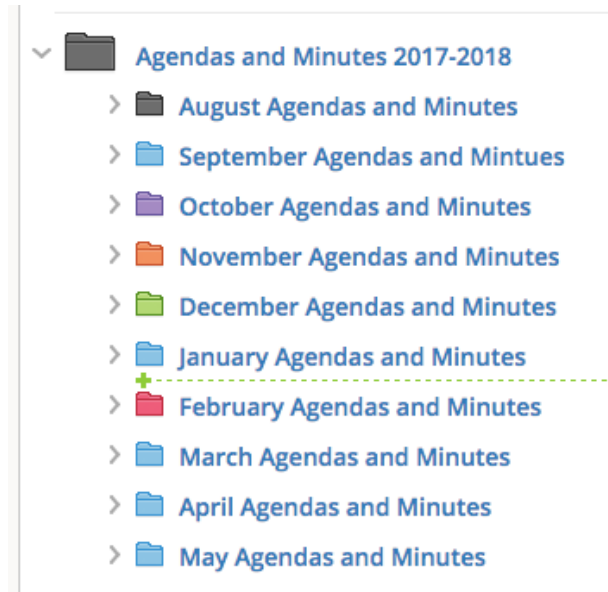 Agendas and Minutes 2017-2018
August Agendas and Minutes
September Agendas and Mintues
October Agendas and Minutes
November Agendas and Minutes
December Agendas and Minutes
January Agendas and Minutes
February Agendas and Minutes
March Agendas and Minutes
April Agendas and Minutes
May Agendas and Minutes